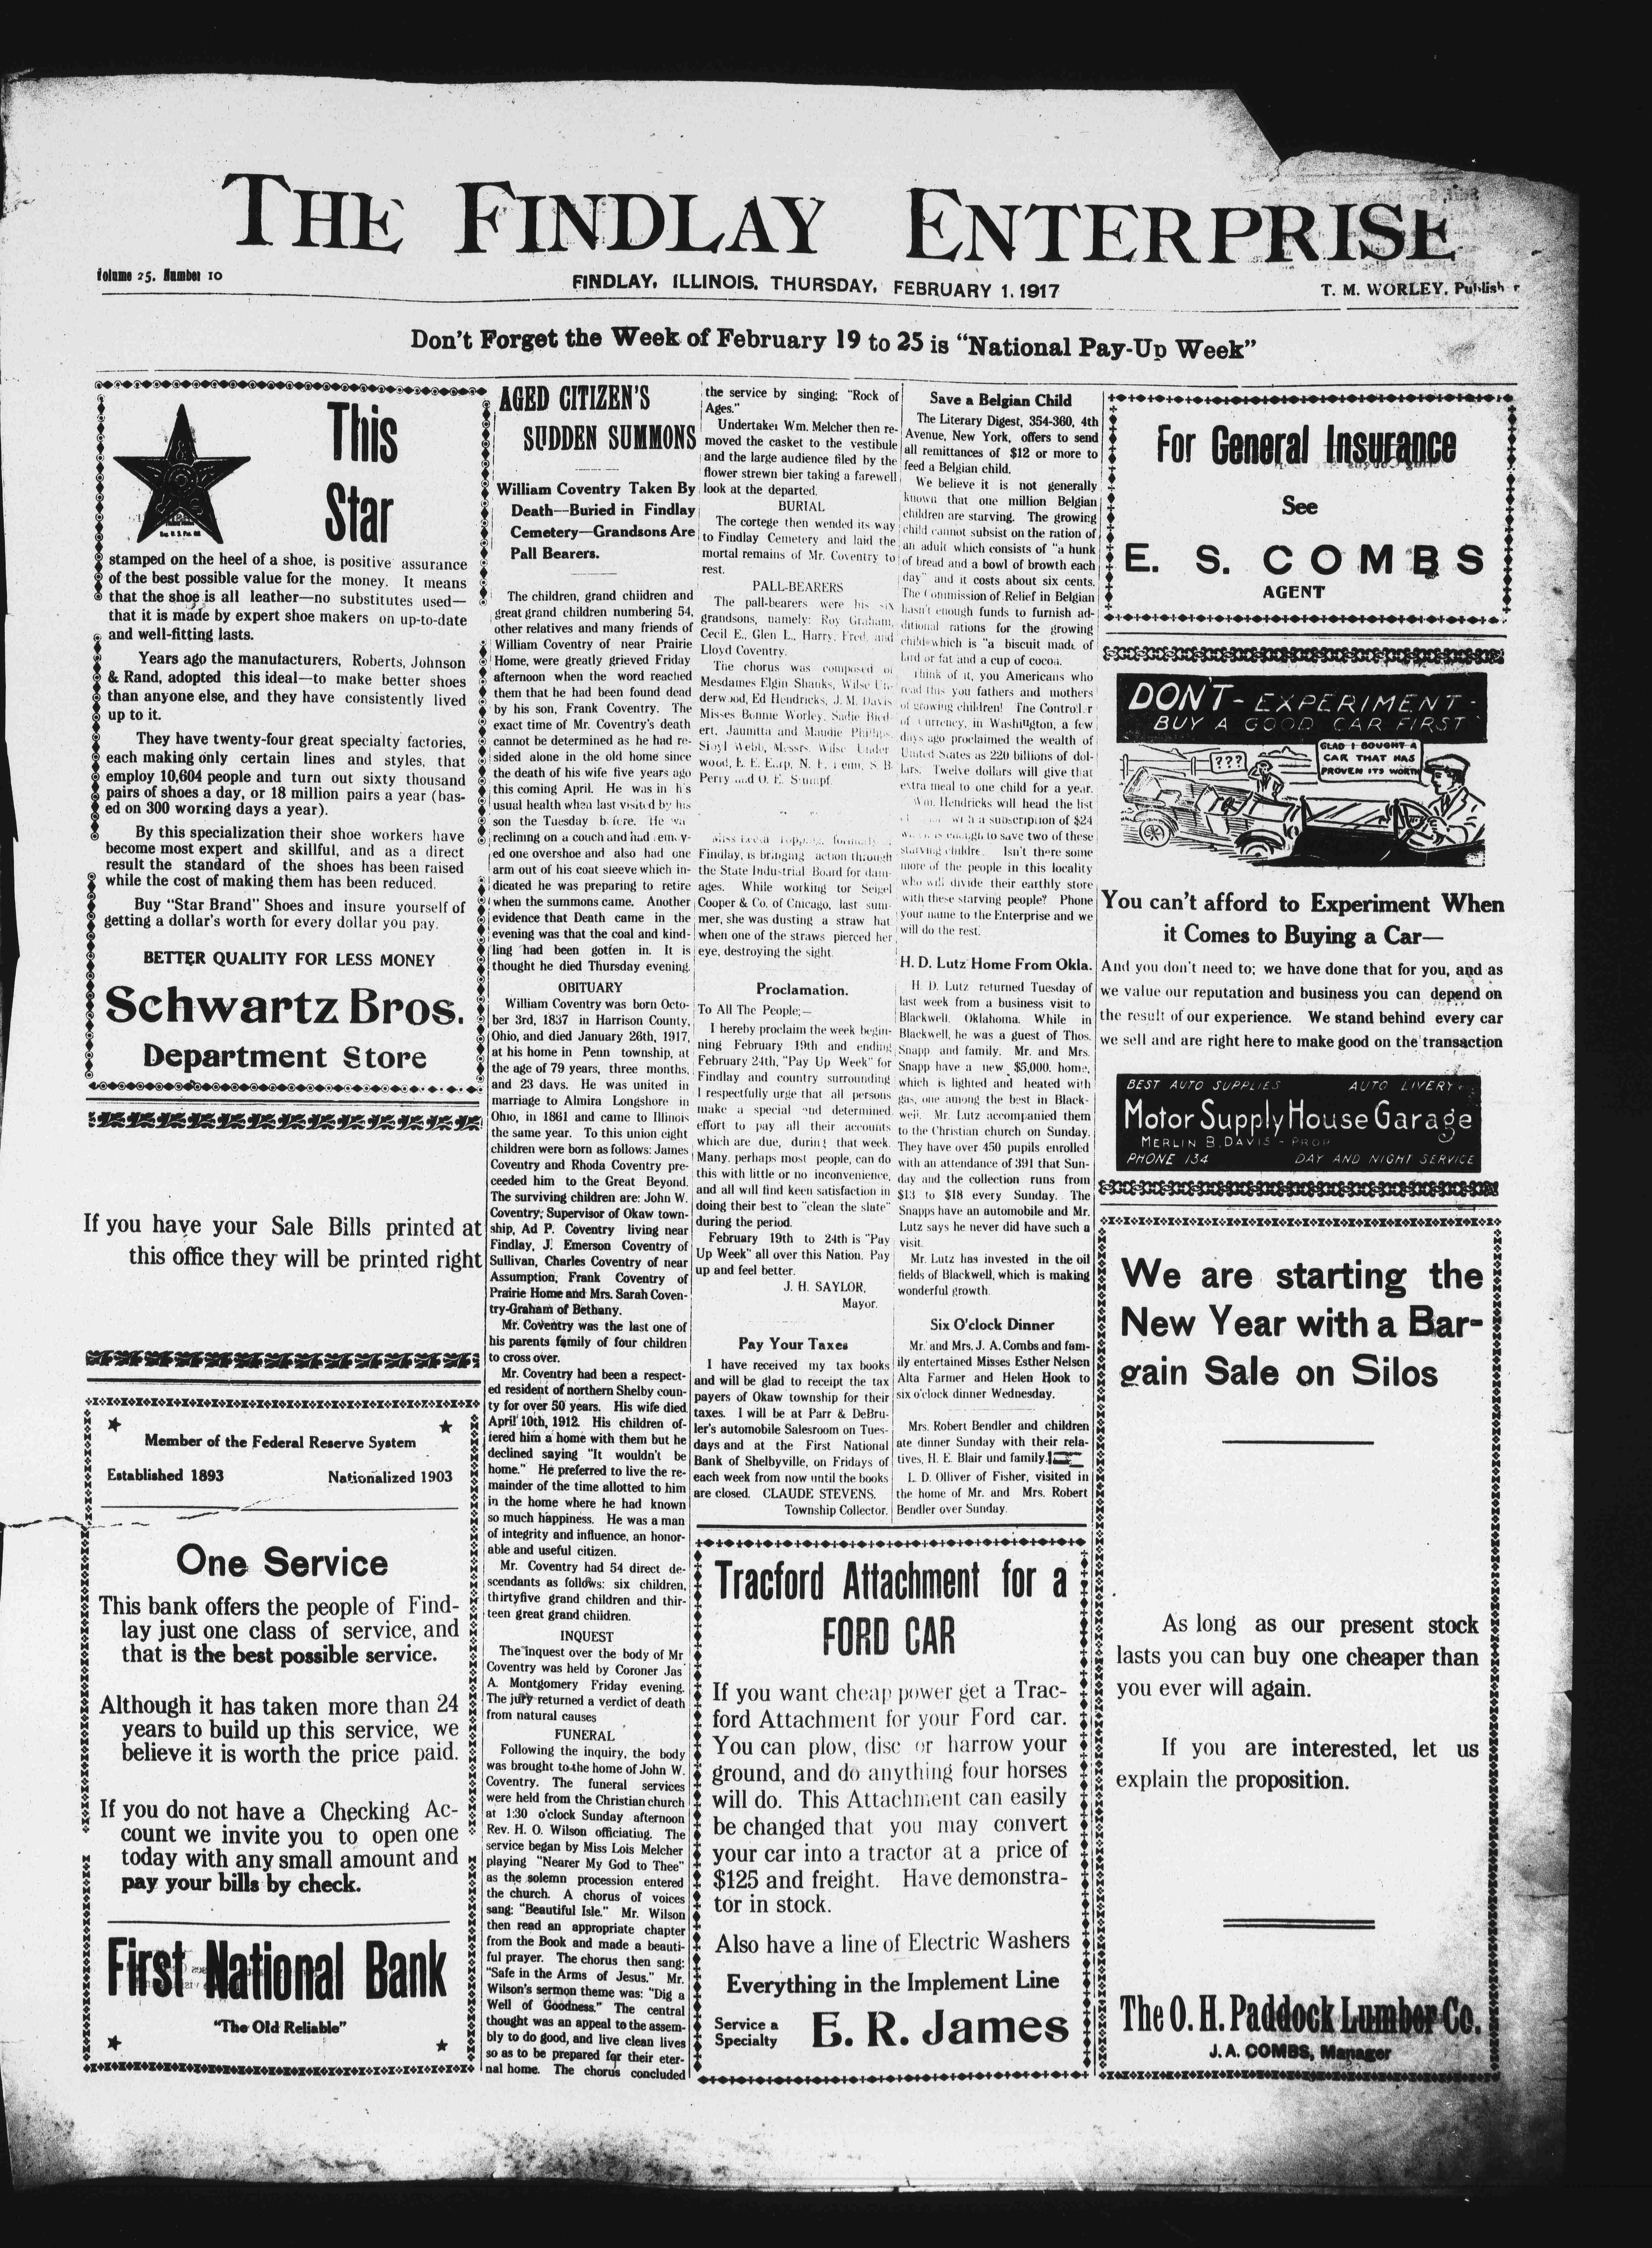 THE FINDLAY ENTERPRISE
Volume 25. Number 10
FINDLAY, ILLINOIS, THURSDAY, FEBRUARY 1, 1917
T. M. WORLEY, Publish r
Don't Forget the Week of February 19 to 25 is "National Pay-Up Week"
This
Star
stamped on the heel of a shoe, is positive assurance
of the best possible value for the money. It means
that the shoe is all leather—no substitutes used—
that it is made by expert shoe makers on up-to-date
and well-fitting lasts.
Years ago the manufacturers, Roberts, Johnson
& Rand, adopted this ideal—to make better shoes
than anyone else, and they have consistently lived
up to it.
They have twenty-four great specialty factories,
each making only certain lines and styles, that
employ 10,604 people and turn out sixty thousand
pairs of shoes a day, or 18 million pairs a year (bas-
ed on 300 working days a year).
By this specialization their shoe workers have
become most expert and skillful, and as a direct
result the standard of the shoes has been raised
while the cost of making them has been reduced.
Buy "Star Brand" Shoes and insure yourself of
getting a dollar's worth for every dollar you pay.
BETTER QUALITY FOR LESS MONEY
Schwartz Bros.
Department Store
If you have your Sale Bills printed at
this office they will be printed right
Member of the Federal Reserve System
Established 1893 Nationalized 1903
One Service
This bank offers the people of Find-
lay just one class of service, and
that is the best possible service.
Although it has taken more than 24
years to build up this service, we
believe it is worth the price paid.
If you do not have a Checking Ac-
count we invite you to open one
today with any small amount and
pay your bills by check.
First National Bank
"The Old Reliable"
AGED CITIZEN'S
SUDDEN SUMMONS
William Coventry Taken By
Death—Buried in Findlay
Cemetery—Grandsons Are
Pall Bearers.
The children, grand children and
great grand children numbering 54,
other relatives and many friends of
William Coventry of near Prairie
Home, were greatly grieved Friday
afternoon when the word reached
them that he had been found dead
by his son, Frank Coventry. The
exact time of Mr. Coventry's death
cannot be determined as he had re-
sided alone in the old home since
the death of his wife five years ago
this coming April. He was in h's
usual health when last visited by his
son the Tuesday before. He wa
reclining on a couch and had remov-
ed one overshoe and also had one
arm out of his coat sleeve which in-
dicated he was preparing to retire
when the summons came. Another
evidence that Death came in the
evening was that the coal and kind-
ling had been gotten in. It is
thought he died Thursday evening.
OBITUARY
William Coventry was born Octo-
ber 3rd, 1837 in Harrison County,
Ohio, and died January 26th, 1917,
at his home in Penn township, at
the age of 79 years, three months,
and 23 days. He was united in
marriage to Almira Longshore in
Ohio, in 1861 and came to Illinois
the same year. To this union eight
children were born as follows: James
Coventry and Rhoda Coventry pre-
ceeded him to the Great Beyond.
The surviving children are: John W.
Coventry; Supervisor of Okaw town-
ship, Ad P. Coventry living near
Findlay, J. Emerson Coventry of
Sullivan, Charles Coventry of near
Assumption, Frank Coventry of
Prairie Home and Mrs. Sarah Coven-
try-Graham of Bethany.
Mr. Coventry was the last one of
his parents family of four children
to cross over.
Mr. Coventry had been a respect-
ed resident of northern Shelby coun-
ty for over 50 years. His wife died
April 10th, 1912. His children of-
fered him a home with them but he
declined saying "It wouldn't be
home." He preferred to live the re-
mainder of the time allotted to him
in the home where he had known
so much happiness. He was a man
of integrity and influence, an honor-
able and useful citizen.
Mr. Coventry had 54 direct de-
scendants as follows: six children,
thirtyfive grand children and thir-
teen great grand children.
INQUEST
The inquest over the body of Mr
Coventry was held by Coroner Jas
A. Montgomery Friday evening.
The jury returned a verdict of death
from natural causes
FUNERAL
Following the inquiry, the body
was brought to the home of John W.
Coventry. The funeral services
were held from the Christian church
at 1:30 o'clock Sunday afternoon
Rev. H. O. Wilson officiating. The
service began by Miss Lois Melcher
playing "Nearer My God to Thee"
as the solemn procession entered
the church. A chorus of voices
sang: "Beautiful Isle." Mr. Wilson
then read an appropriate chapter
from the Book and made a beauti-
ful prayer. The chorus then sang:
"Safe in the Arms of Jesus." Mr.
Wilson's sermon theme was: "Dig a
Well of Goodness." The central
thought was an appeal to the assem-
bly to do good, and live clean lives
so as to be prepared for their eter-
nal home. The chorus concluded
the service by singing: "Rock of
Ages."
Undertaker Wm. Melcher then re-
moved the casket to the vestibule
and the large audience filed by the
flower strewn bier taking a farewell
look at the departed.
BURIAL
The cortege then wended its way
to Findlay Cemetery and laid the
mortal remains of Mr. Coventry to
rest.
PALL-BEARERS
The pall-bearers were his six
grandsons, namely: Roy Graham,
Cecil E., Glen L., Harry, Fred, and
Lloyd Coventry.
The chorus was composed of
Mesdames Elgin Shanks, Wilse Un-
derwood, Ed Hendricks, J. M. Davis
Misses Bonnie Worley, Sadie Bied-
ert, Jaunitta and Maudie Phillips,
Webb, Messrs. Wilse Under
wood, E. E. Earp, N. F. S. B.
Perry and O. E. Stumpf.
Miss formerly
Findlay, is bringing action through
the State Industrial Board for dam-
ages. While working for Seigel
Cooper & Co. of Chicago, last sum-
mer, she was dusting a straw hat
when one of the straws pierced her
eye, destroying the sight.
Proclamation.
To All The People;—
I hereby proclaim the week begin-
ning February 19th and ending
February 24th, "Pay Up Week" for
Findlay and country surrounding
I respectfully urge that all persons
make a special and determined
effort to pay all their accounts
which are due, during that week.
Many, perhaps most people, can do
this with little or no inconvenience,
and all will find keen satisfaction in
doing their best to "clean the slate"
during the period.
February 19th to 24th is "Pay
Up Week" all over this Nation. Pay
up and feel better.
J. H. SAYLOR,
Mayor.
Pay Your Taxes
I have received my tax books
and will be glad to receipt the tax
payers of Okaw township for their
taxes. I will be at Parr & DeBru-
ler's automobile Salesroom on Tues-
days and at the First National
Bank of Shelbyville, on Fridays of
each week from now until the books
are closed. CLAUDE STEVENS,
Township Collector.
Save a Belgian Child
The Literary Digest, 354-360, 4th
Avenue, New York, offers to send
all remittances of $12 or more to
feed a Belgian child.
We believe it is not generally
known that one million Belgian
children are starving. The growing
child cannot subsist on the ration of
an adult which consists of "a hunk
of bread and a bowl of browth each
day" and it costs about six cents.
The Commission of Relief in Belgian
hasn't enough funds to furnish ad-
ditional rations for the growing
child which is "a biscuit made of
lard or fat and a cup of cocoa.
Think of it, you Americans who
read this you fathers and mothers
of growing children! The Controller
of Currency, in Washington, a few
days ago proclaimed the wealth of
United States as 220 billions of dol-
lars. Twelve dollars will give that
extra meal to one child for a year.
Wm. Hendricks will head the list
with a subscription of $24
which is enough to save two of these
starving childre. Isn't there some
more of the people in this locality
who will divide their earthly store
with these starving people? Phone
your name to the Enterprise and we
will do the rest.
H. D. Lutz Home From Okla.
H. D. Lutz returned Tuesday of
last week from a business visit to
Blackwell, Oklahoma. While in
Blackwell, he was a guest of Thos.
Snapp and family. Mr. and Mrs.
Snapp have a new $5,000. home,
which is lighted and heated with
gas, one among the best in Black-
well. Mr. Lutz accompanied them
to the Christian church on Sunday.
They have over 450 pupils enrolled
with an attendance of 391 that Sun-
day and the collection runs from
$13 to $18 every Sunday. The
Snapps have an automobile and Mr.
Lutz says he never did have such a
visit.
Mr. Lutz has invested in the oil
fields of Blackwell, which is making
wonderful growth.
Six O'clock Dinner
Mr. and Mrs. J. A. Combs and fam-
ily entertained Misses Esther Nelson
Alta Farmer and Helen Hook to
six o'clock dinner Wednesday.
Mrs. Robert Bendler and children
ate dinner Sunday with their rela-
tives, H. E. Blair und family.
L. D. Olliver of Fisher, visited in
the home of Mr. and Mrs. Robert
Bendler over Sunday.
Tracford Attachment for a
FORD CAR
If you want cheap power get a Trac-
ford Attachment for your Ford car.
You can plow, disc or harrow your
ground, and do anything four horses
will do. This Attachment can easily
be changed that you may convert
your car into a tractor at a price of
$125 and freight. Have demonstra-
tor in stock.
Also have a line of Electric Washers
Everything in the Implement Line
Service a
Specialty
E. R. James
For General Insurance
See
E. S. COMBS
AGENT
DON'T-EXPERIMENT-
BUY A GOOD CAR FIRST
???
GLAD I BOUGHT A
CAR THAT HAS
PROVEN ITS WORTH
You can't afford to Experiment When
it Comes to Buying a Car—
And you don't need to; we have done that for you, and as
we value our reputation and business you can depend on
the result of our experience. We stand behind every car
we sell and are right here to make good on the transaction
BEST AUTO SUPPLIES AUTO LIVERY
Motor Supply House Garage
MERLIN B. DAVIS - PROP
PHONE 134 DAY AND NIGHT SERVICE
We are starting the
New Year with a Bar-
gain Sale on Silos
As long as our present stock
lasts you can buy one cheaper than
you ever will again.
If you are interested, let us
explain the proposition.
The O. H. Paddock Lumber Co.
J. A. COMBS, Manager